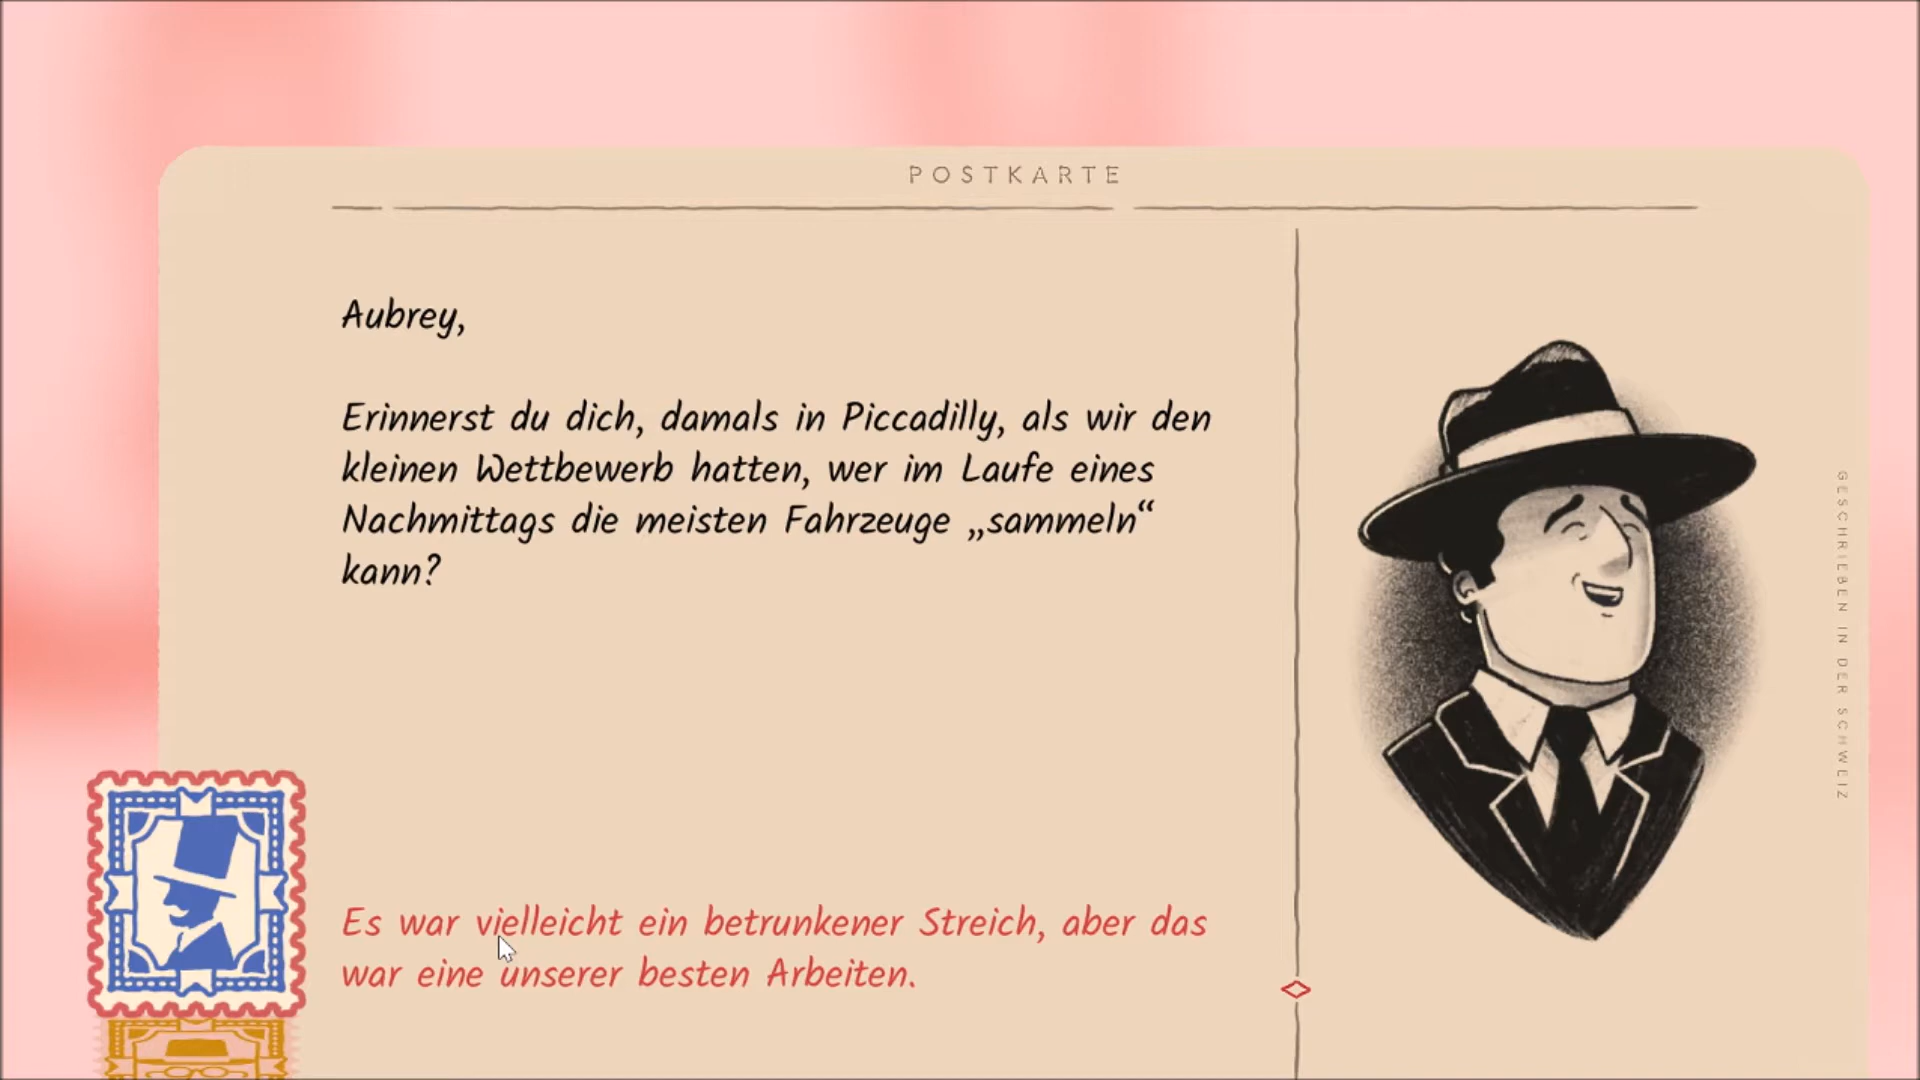 POSTKARTE
Aubrey,
Erinnerst du dich, damals in Piccadilly, als wir den
kleinen Wettbewerb hatten, wer im Laufe eines
Nachmittags die meisten Fahrzeuge „sammeln“
kann?
Es war vielleicht ein betrunkener Streich, aber das
war eine unserer besten Arbeiten.
GESCHRIEBEN IN DER SCHWEIZ